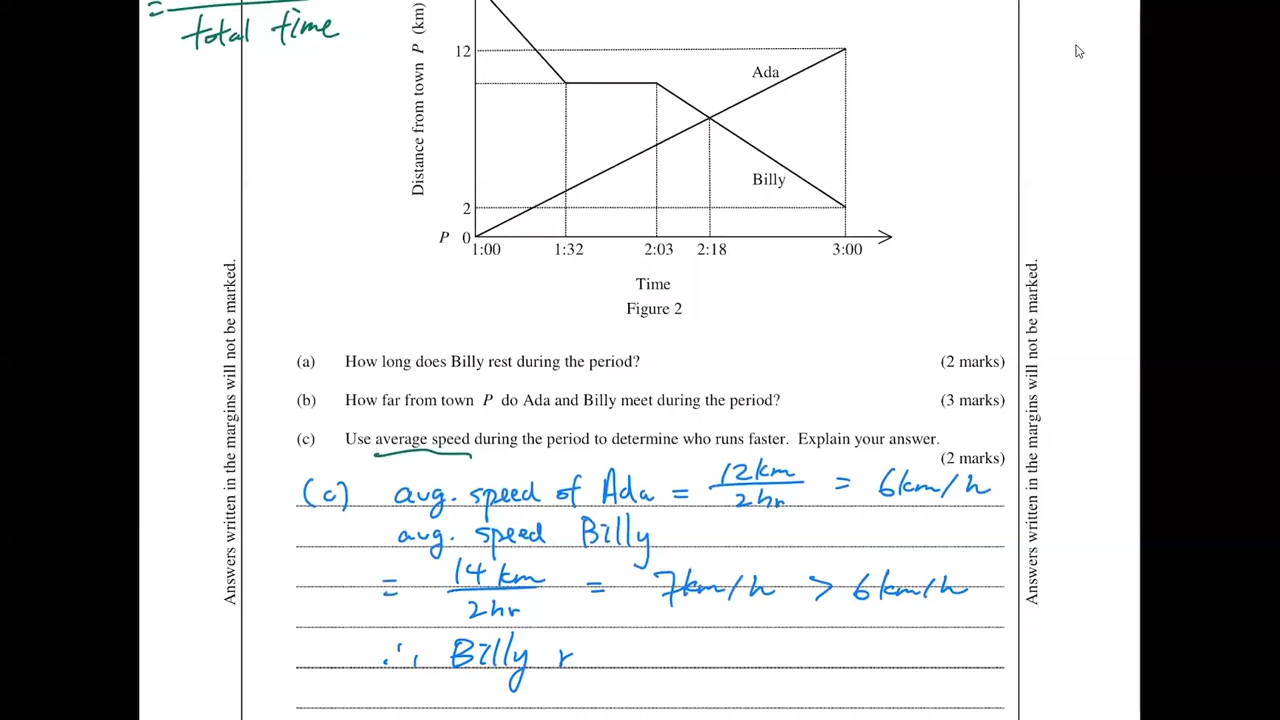 = total time
Distance from town P (km)
12
Ada
Billy
2
P 0
1:00 1:32 2:03 2:18 3:00
Time
Figure 2
Answers written in the margins will not be marked.
Answers written in the margins will not be marked.
(a) How long does Billy rest during the period? (2 marks)
(b) How far from town P do Ada and Billy meet during the period? (3 marks)
(c) Use average speed during the period to determine who runs faster. Explain your answer.
(2 marks)
(c) avg. speed of Ada = 12km / 2hr = 6km/h
avg. speed Billy
= 14 km / 2hr = 7km/h > 6km/h
∴ Billy r